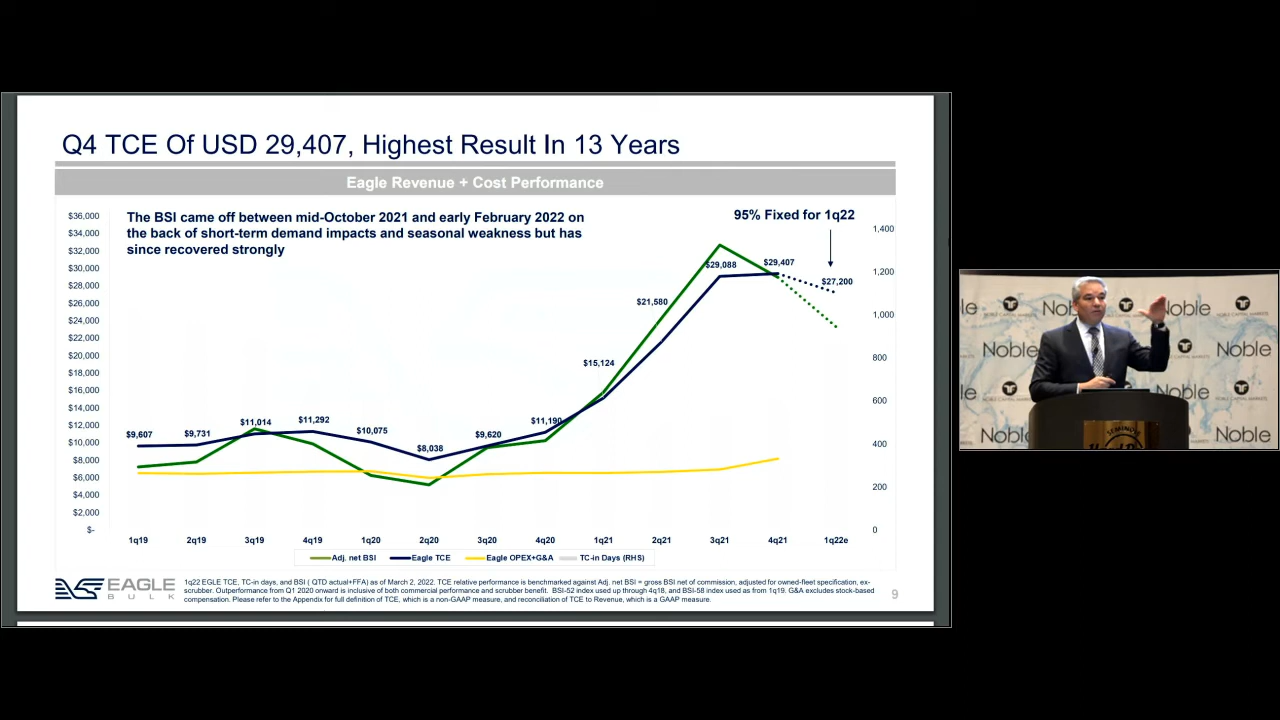 Q4 TCE Of USD 29,407, Highest Result In 13 Years
Eagle Revenue + Cost Performance
The BSI came off between mid-October 2021 and early February 2022 on
the back of short-term demand impacts and seasonal weakness but has
since recovered strongly
95% Fixed for 1q22
$36,000
$34,000
$32,000
$30,000
$28,000
$26,000
$24,000
$22,000
$20,000
$18,000
$16,000
$14,000
$12,000
$10,000
$8,000
$6,000
$4,000
$2,000
$-
1,400
1,200
1,000
800
600
400
200
0
$9,607
$9,731
$11,014
$11,292
$10,075
$8,038
$9,620
$11,190
$15,124
$21,580
$29,088
$29,407
$27,200
1q19 2q19 3q19 4q19 1q20 2q20 3q20 4q20 1q21 2q21 3q21 4q21 1q22e
Adj. net BSI Eagle TCE Eagle OPEX+G&A TC-in Days (RHS)
EAGLE
BULK
1q22 EGLE TCE, TC-in days, and BSI ( QTD actual+FFA) as of March 2, 2022. TCE relative performance is benchmarked against Adj. net BSI = gross BSI net of commission, adjusted for owned-fleet specification, ex-
scrubber. Outperformance from Q1 2020 onward is inclusive of both commercial performance and scrubber benefit. BSI-52 index used up through 4q18, and BSI-58 index used as from 1q19. G&A excludes stock-based
compensation. Please refer to the Appendix for full definition of TCE, which is a non-GAAP measure, and reconciliation of TCE to Revenue, which is a GAAP measure.
9
Noble
Noble
Noble
Noble
Noble
Noble